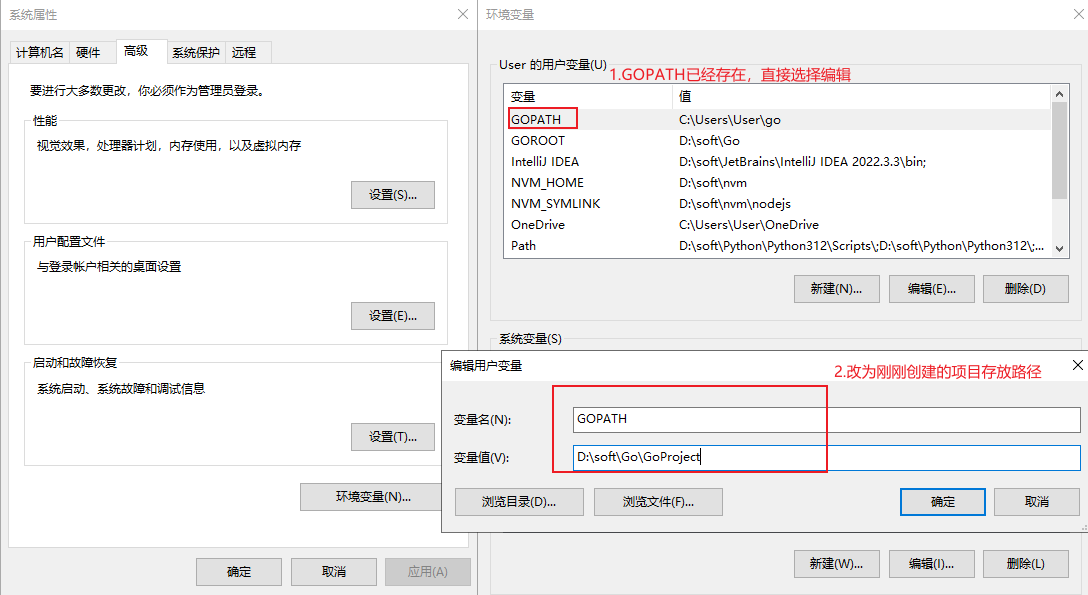 系统属性
计算机名 硬件 高级 系统保护 远程
要进行大多数更改，你必须作为管理员登录。
性能
视觉效果，处理器计划，内存使用，以及虚拟内存
设置(S)...
用户配置文件
与登录帐户相关的桌面设置
设置(E)...
启动和故障恢复
系统启动、系统故障和调试信息
设置(T)...
环境变量(N)...
确定 取消 应用(A)
环境变量
User 的用户变量(U)
1.GOPATH已经存在，直接选择编辑
变量 值
GOPATH C:\Users\User\go
GOROOT D:\soft\Go
IntelliJ IDEA D:\soft\JetBrains\IntelliJ IDEA 2022.3.3\bin;
NVM_HOME D:\soft\nvm
NVM_SYMLINK D:\soft\nvm\nodejs
OneDrive C:\Users\User\OneDrive
Path D:\soft\Python\Python312\Scripts\;D:\soft\Python\Python312\;...
新建(N)... 编辑(E)... 删除(D)
系统变量(S)
编辑用户变量
2.改为刚刚创建的项目存放路径
变量名(N): GOPATH
变量值(V): D:\soft\Go\GoProject
浏览目录(D)... 浏览文件(F)... 确定 取消
新建(W)... 编辑(I)... 删除(L)